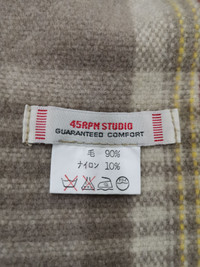 45RPM STUDIO
GUARANTEED COMFORT
毛 90%
ナイロン 10%